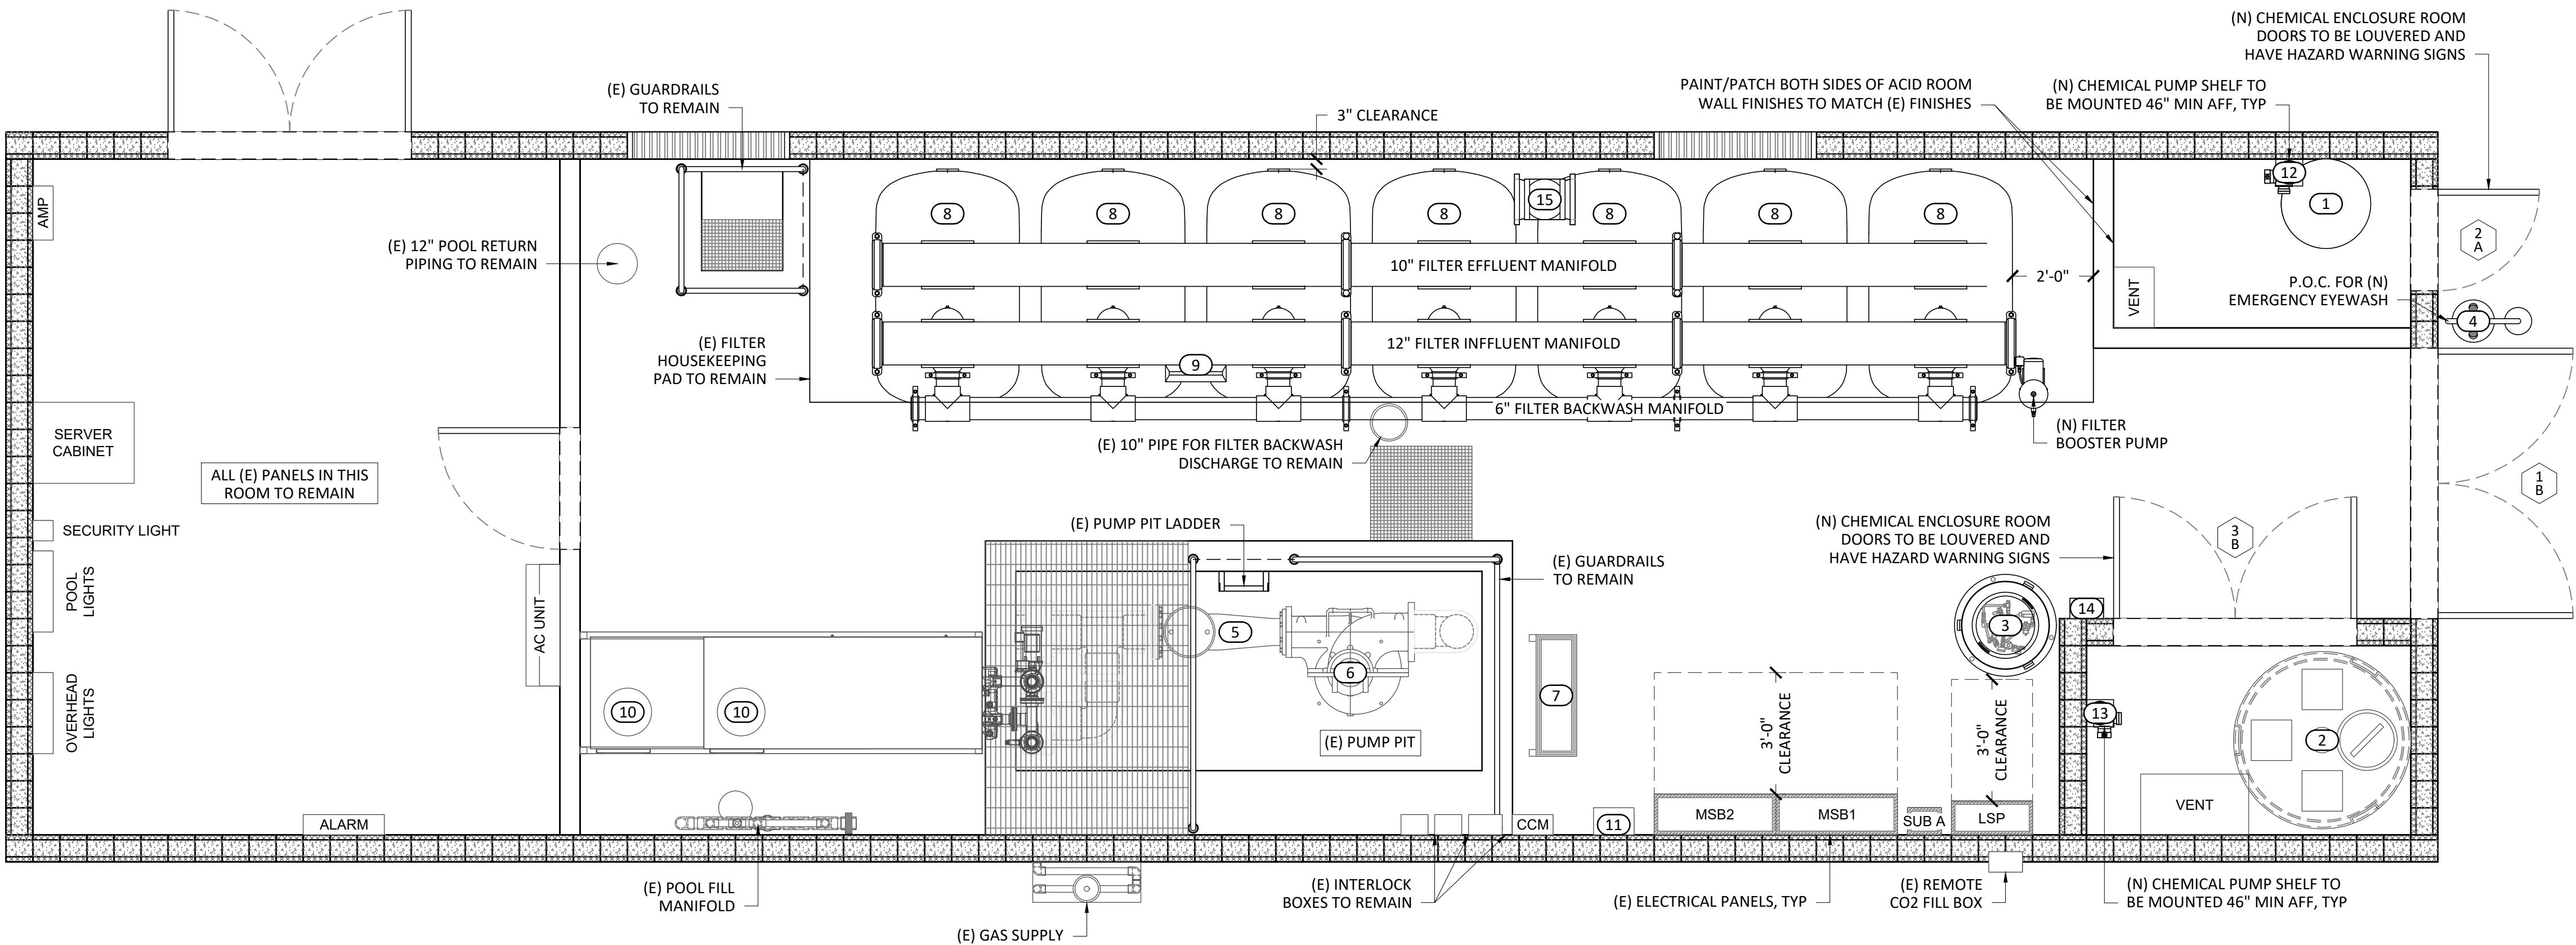 (N) CHEMICAL ENCLOSURE ROOM
DOORS TO BE LOUVERED AND
HAVE HAZARD WARNING SIGNS
(E) GUARDRAILS
TO REMAIN
3" CLEARANCE
PAINT/PATCH BOTH SIDES OF ACID ROOM
WALL FINISHES TO MATCH (E) FINISHES
(N) CHEMICAL PUMP SHELF TO
BE MOUNTED 46" MIN AFF, TYP
AMP
(E) 12" POOL RETURN
PIPING TO REMAIN
8
8
8
8
15
8
8
8
12
1
2
A
10" FILTER EFFLUENT MANIFOLD
2'-0"
VENT
P.O.C. FOR (N)
EMERGENCY EYEWASH
4
(E) FILTER
HOUSEKEEPING
PAD TO REMAIN
12" FILTER INFFLUENT MANIFOLD
9
6" FILTER BACKWASH MANIFOLD
(N) FILTER
BOOSTER PUMP
(E) 10" PIPE FOR FILTER BACKWASH
DISCHARGE TO REMAIN
SERVER
CABINET
ALL (E) PANELS IN THIS
ROOM TO REMAIN
1
B
SECURITY LIGHT
(E) PUMP PIT LADDER
(N) CHEMICAL ENCLOSURE ROOM
DOORS TO BE LOUVERED AND
HAVE HAZARD WARNING SIGNS
3
B
POOL
LIGHTS
AC UNIT
(E) GUARDRAILS
TO REMAIN
5
6
7
3
14
OVERHEAD
LIGHTS
10
10
(E) PUMP PIT
3'-0"
CLEARANCE
3'-0"
CLEARANCE
13
2
VENT
ALARM
CCM
11
MSB2
MSB1
SUB A
LSP
(E) POOL FILL
MANIFOLD
(E) INTERLOCK
BOXES TO REMAIN
(E) ELECTRICAL PANELS, TYP
(E) REMOTE
CO2 FILL BOX
(N) CHEMICAL PUMP SHELF TO
BE MOUNTED 46" MIN AFF, TYP
(E) GAS SUPPLY